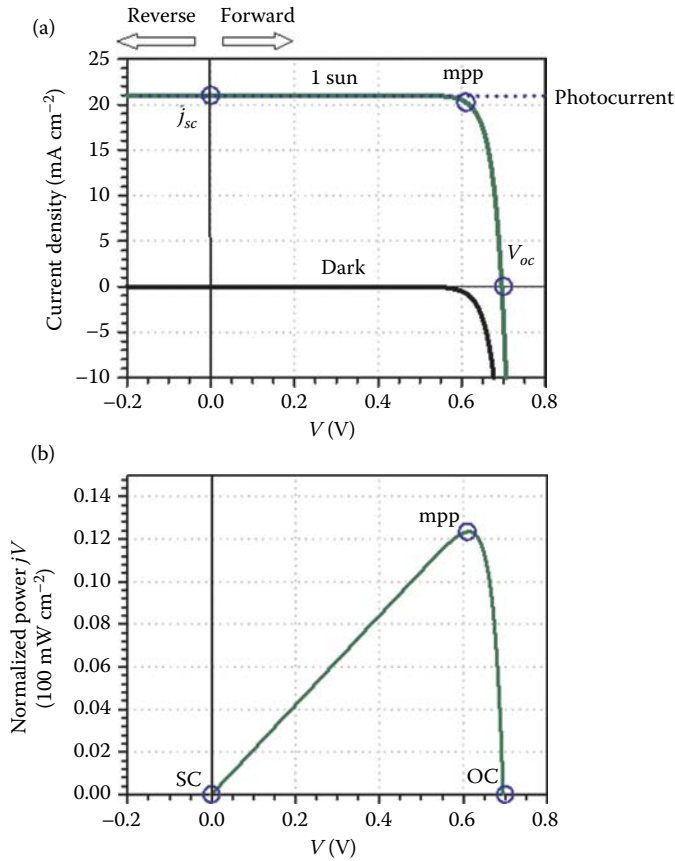 (a)
Reverse Forward
25
20
15
10
5
0
−5
−10
Current density (mA cm−2)
1 sun
mpp
Photocurrent
jsc
Voc
Dark
−0.2 0.0 0.2 0.4 0.6 0.8
V (V)
(b)
0.14
0.12
0.10
0.08
0.06
0.04
0.02
0.00
Normalized power jV
(100 mW cm−2)
mpp
SC
OC
−0.2 0.0 0.2 0.4 0.6 0.8
V (V)